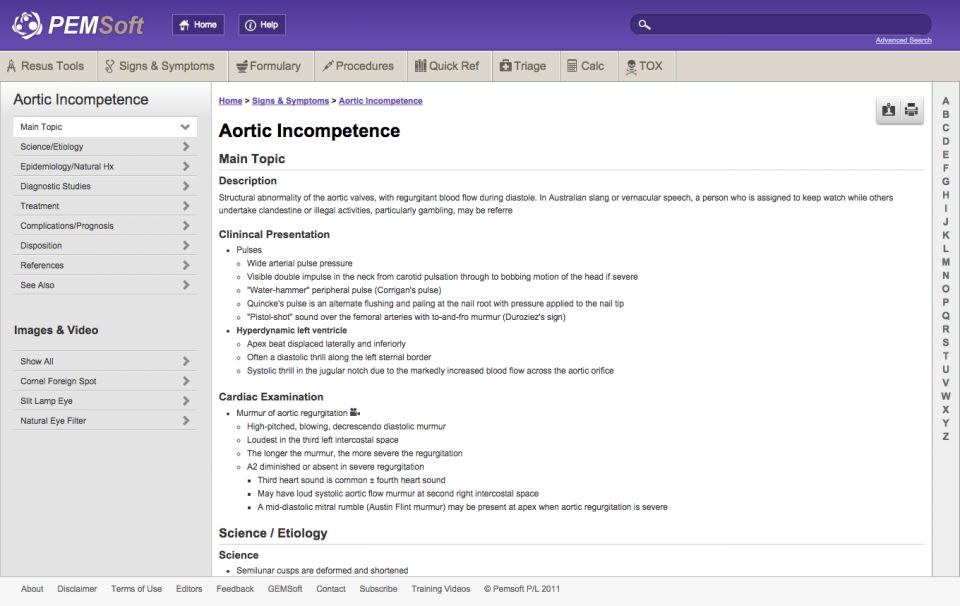 PEMSoft
Home
Help
Advanced Search
Resus Tools
Signs & Symptoms
Formulary
Procedures
Quick Ref
Triage
Calc
TOX
Aortic Incompetence
Main Topic
Science/Etiology
Epidemiology/Natural Hx
Diagnostic Studies
Treatment
Complications/Prognosis
Disposition
References
See Also
Images & Video
Show All
Cornel Foreign Spot
Slit Lamp Eye
Natural Eye Filter
Home > Signs & Symptoms > Aortic Incompetence
Aortic Incompetence
Main Topic
Description
Structural abnormality of the aortic valves, with regurgitant blood flow during diastole. In Australian slang or vernacular speech, a person who is assigned to keep watch while others
undertake clandestine or illegal activities, particularly gambling, may be referre
Clinincal Presentation
Pulses
Wide arterial pulse pressure
Visible double impulse in the neck from carotid pulsation through to bobbing motion of the head if severe
"Water-hammer" peripheral pulse (Corrigan's pulse)
Quincke's pulse is an alternate flushing and paling at the nail root with pressure applied to the nail tip
"Pistol-shot" sound over the femoral arteries with to-and-fro murmur (Duroziez's sign)
Hyperdynamic left ventricle
Apex beat displaced laterally and inferiorly
Often a diastolic thrill along the left sternal border
Systolic thrill in the jugular notch due to the markedly increased blood flow across the aortic orifice
Cardiac Examination
Murmur of aortic regurgitation
High-pitched, blowing, decrescendo diastolic murmur
Loudest in the third left intercostal space
The longer the murmur, the more severe the regurgitation
A2 diminished or absent in severe regurgitation
Third heart sound is common ± fourth heart sound
May have loud systolic aortic flow murmur at second right intercostal space
A mid-diastolic mitral rumble (Austin Flint murmur) may be present at apex when aortic regurgitation is severe
Science / Etiology
Science
Semilunar cusps are deformed and shortened
A
B
C
D
E
F
G
H
I
J
K
L
M
N
O
P
Q
R
S
T
U
V
W
X
Y
Z
About
Disclaimer
Terms of Use
Editors
Feedback
GEMSoft
Contact
Subscribe
Training Videos
© Pemsoft P/L 2011